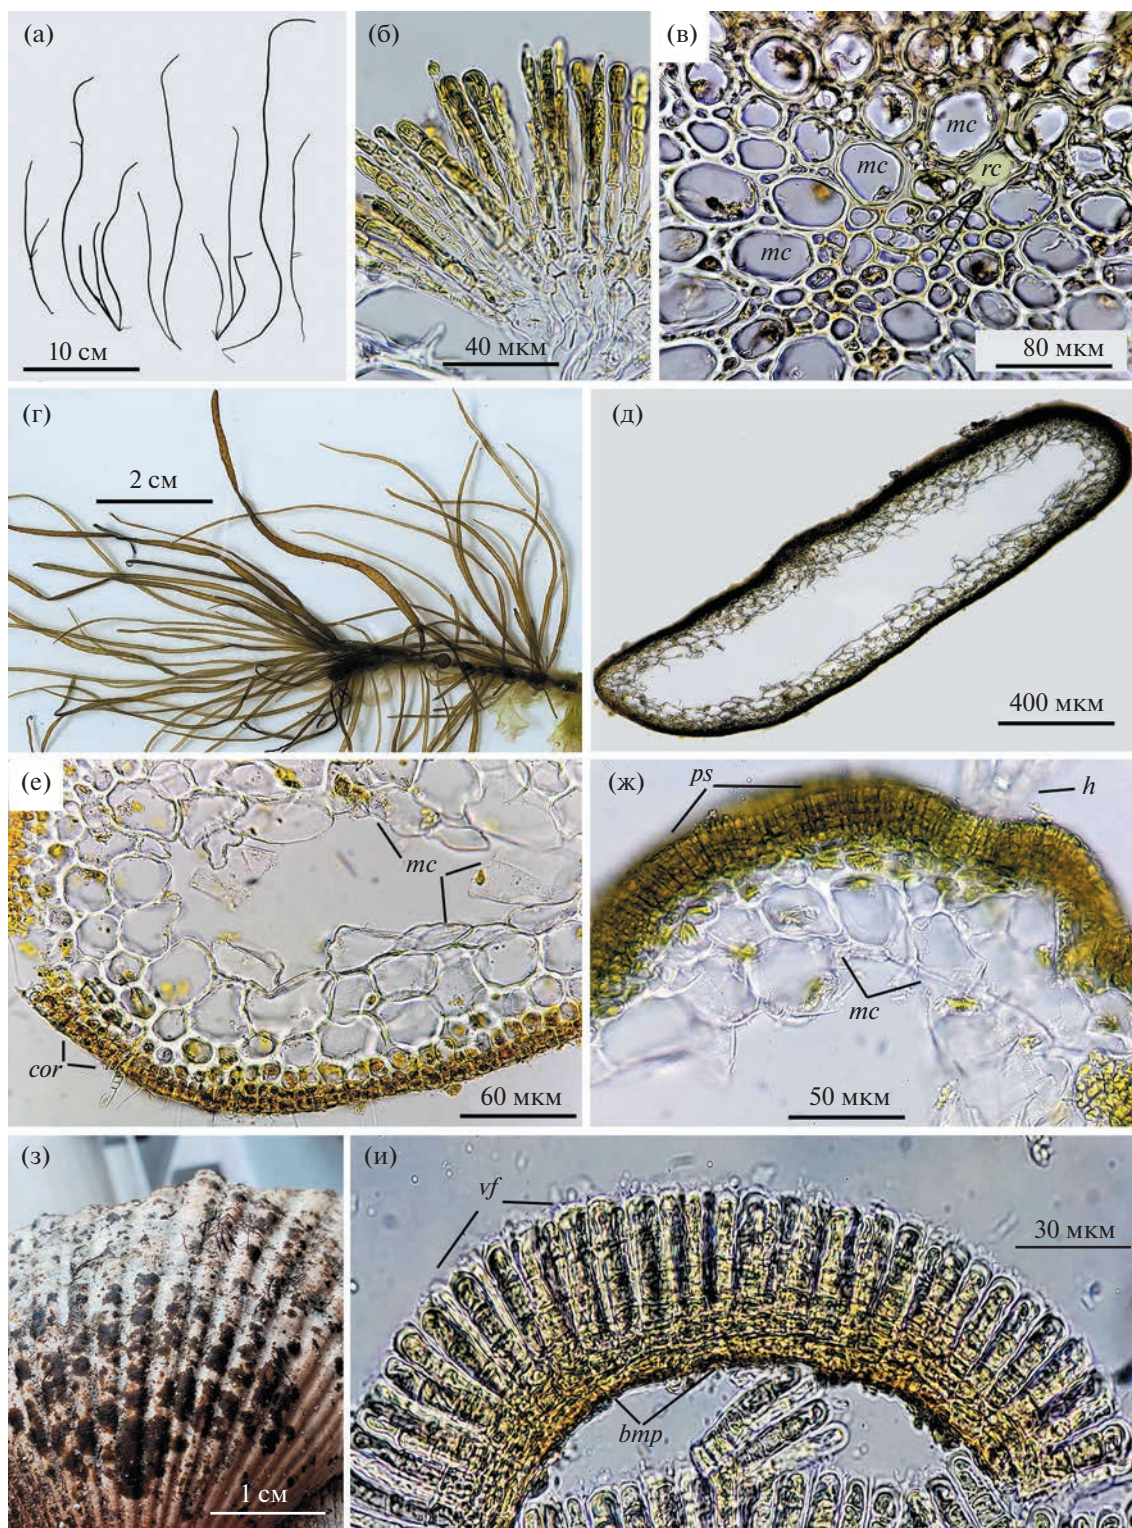 (а)
10 см
(б)
40 мкм
(в)
mc
mc
rc
mc
80 мкм
(г)
2 см
(д)
400 мкм
(е)
mc
cor
60 мкм
(ж)
ps
h
mc
50 мкм
(з)
1 см
(и)
vf
30 мкм
bmp